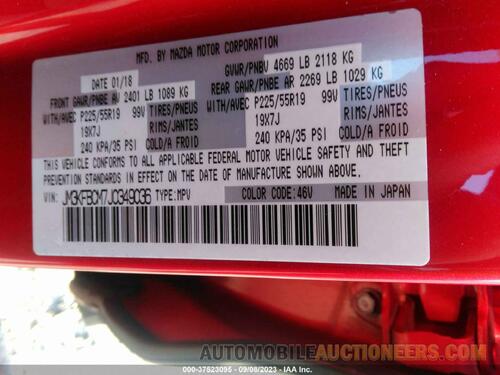 MFD. BY MAZDA MOTOR CORPORATION
DATE 01/18
GVWR/PNBV 4669 LB 2118 KG
FRONT GAWR/PNBE AV 2401 LB 1089 KG
REAR GAWR/PNBE AR 2269 LB 1029 KG
WITH/AVEC P225/55R19 99V TIRES/PNEUS
WITH/AVEC P225/55R19 99V TIRES/PNEUS
19X7J RIMS/JANTES
19X7J RIMS/JANTES
240 KPA/35 PSI COLD/A FROID
240 KPA/35 PSI COLD/A FROID
THIS VEHICLE CONFORMS TO ALL APPLICABLE FEDERAL MOTOR VEHICLE SAFETY AND THEFT
PREVENTION STANDARDS IN EFFECT ON THE DATE OF MANUFACTURE SHOWN ABOVE.
VIN: JM3KFBCM7J0349036 TYPE:MPV COLOR CODE:46V MADE IN JAPAN
AUTOMOBILEAUCTIONEERS.COM
000-37523095 - 09/08/2023 - IAA Inc.